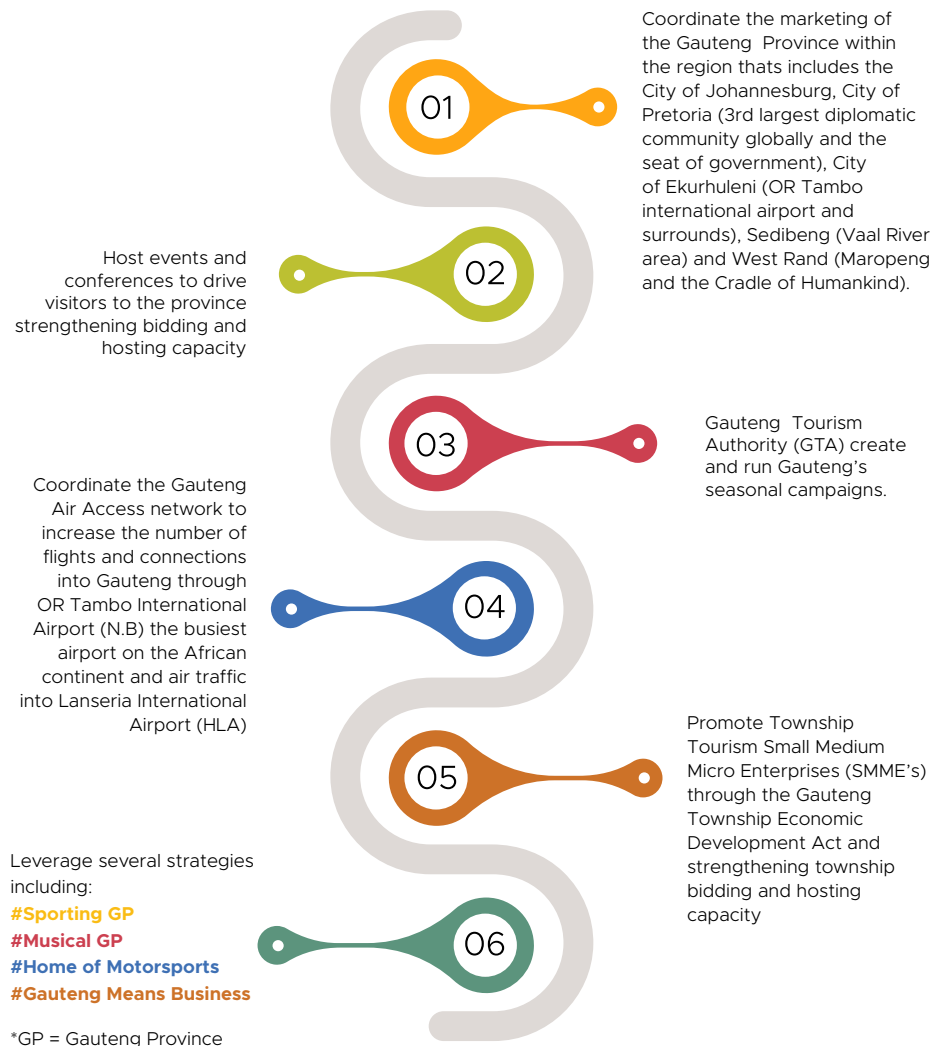 01
Coordinate the marketing of
the Gauteng Province within
the region thats includes the
City of Johannesburg, City of
Pretoria (3rd largest diplomatic
community globally and the
seat of government), City
of Ekurhuleni (OR Tambo
international airport and
surrounds), Sedibeng (Vaal River
area) and West Rand (Maropeng
and the Cradle of Humankind).
02
Host events and
conferences to drive
visitors to the province
strengthening bidding and
hosting capacity
03
Gauteng Tourism
Authority (GTA) create
and run Gauteng's
seasonal campaigns.
04
Coordinate the Gauteng
Air Access network to
increase the number of
flights and connections
into Gauteng through
OR Tambo International
Airport (N.B) the busiest
airport on the African
continent and air traffic
into Lanseria International
Airport (HLA)
05
Promote Township
Tourism Small Medium
Micro Enterprises (SMME's)
through the Gauteng
Township Economic
Development Act and
strengthening township
bidding and hosting
capacity
06
Leverage several strategies
including:
#Sporting GP
#Musical GP
#Home of Motorsports
#Gauteng Means Business
*GP = Gauteng Province